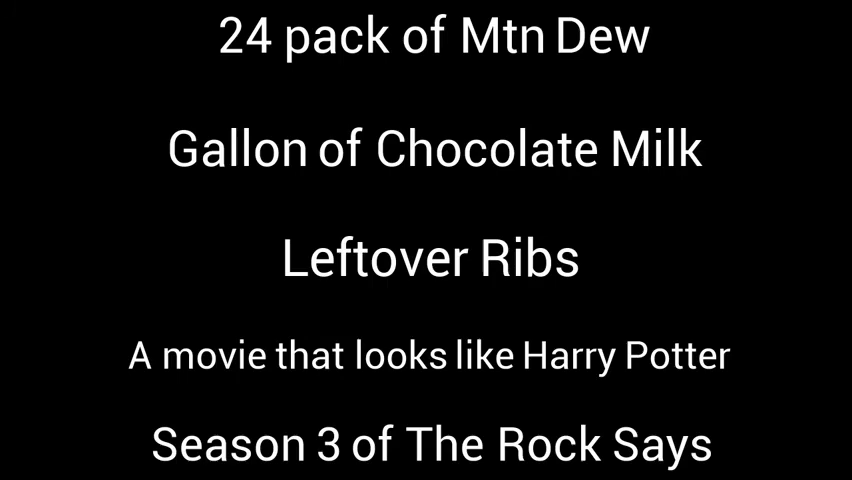 24 pack of Mtn Dew
Gallon of Chocolate Milk
Leftover Ribs
A movie that looks like Harry Potter
Season 3 of The Rock Says